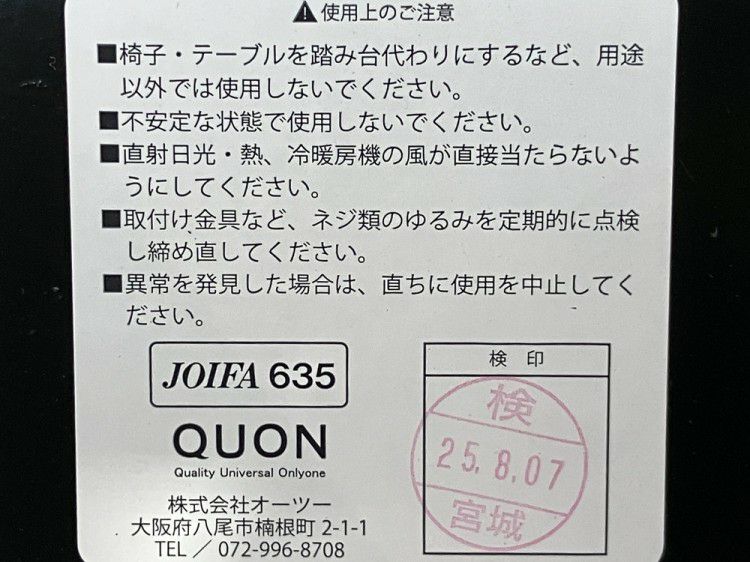 ⚠使用上のご注意
■椅子・テーブルを踏み台代わりにするなど、用途
以外では使用しないでください。
■不安定な状態で使用しないでください。
■直射日光・熱、冷暖房機の風が直接当たらないよ
うにしてください。
■取付け金具など、ネジ類のゆるみを定期的に点検
し締め直してください。
■異常を発見した場合は、直ちに使用を中止してく
ださい。
JOIFA 635
QUON
Quality Universal Onlyone
株式会社オーツー
大阪府八尾市楠根町 2-1-1
TEL / 072-996-8708
検 印
検
25.8.07
宮城